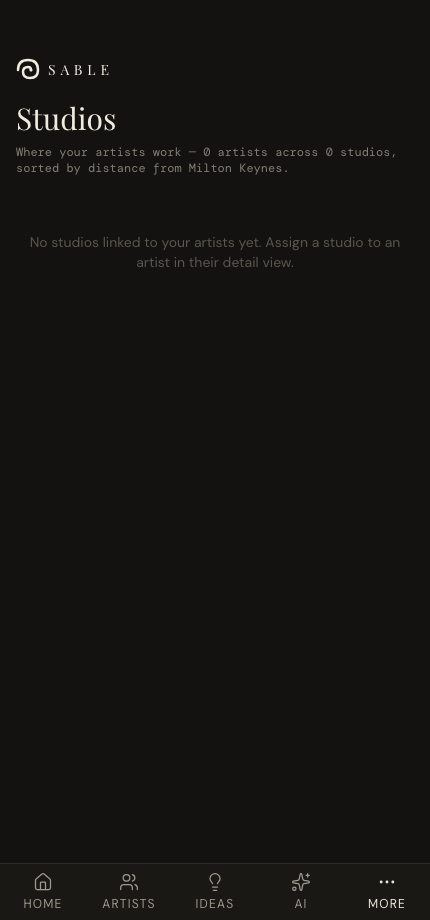 SABLE
Studios
Where your artists work — 0 artists across 0 studios,
sorted by distance from Milton Keynes.
No studios linked to your artists yet. Assign a studio to an
artist in their detail view.
HOME ARTISTS IDEAS AI MORE